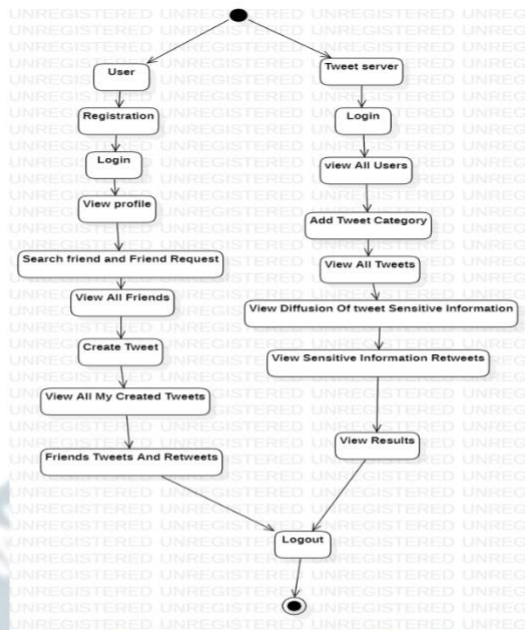 User
Tweet server
Registration
Login
Login
view All Users
View profile
Add Tweet Category
Search friend and Friend Request
View All Tweets
View All Friends
View Diffusion Of tweet Sensitive Information
Create Tweet
View Sensitive Information Retweets
View All My Created Tweets
View Results
Friends Tweets And Retweets
Logout